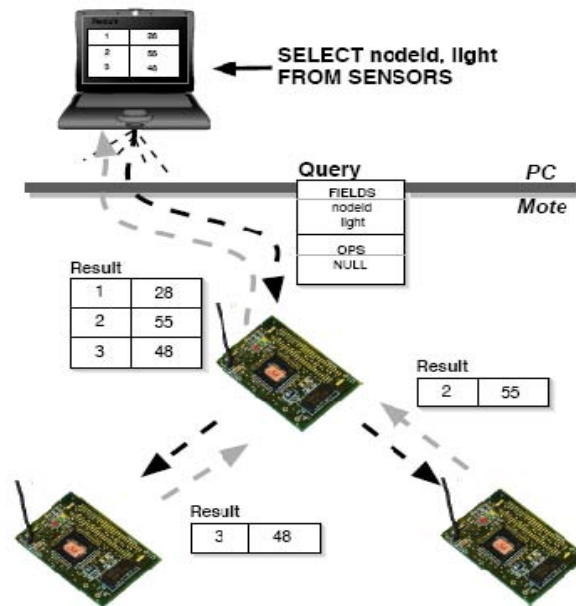 Result
1 28
2 55
3 48
SELECT nodeId, light
FROM SENSORS
Query
PC
FIELDS
nodeId
light
Mote
OPS
NULL
Result
1 28
2 55
3 48
Result
2 55
Result
3 48